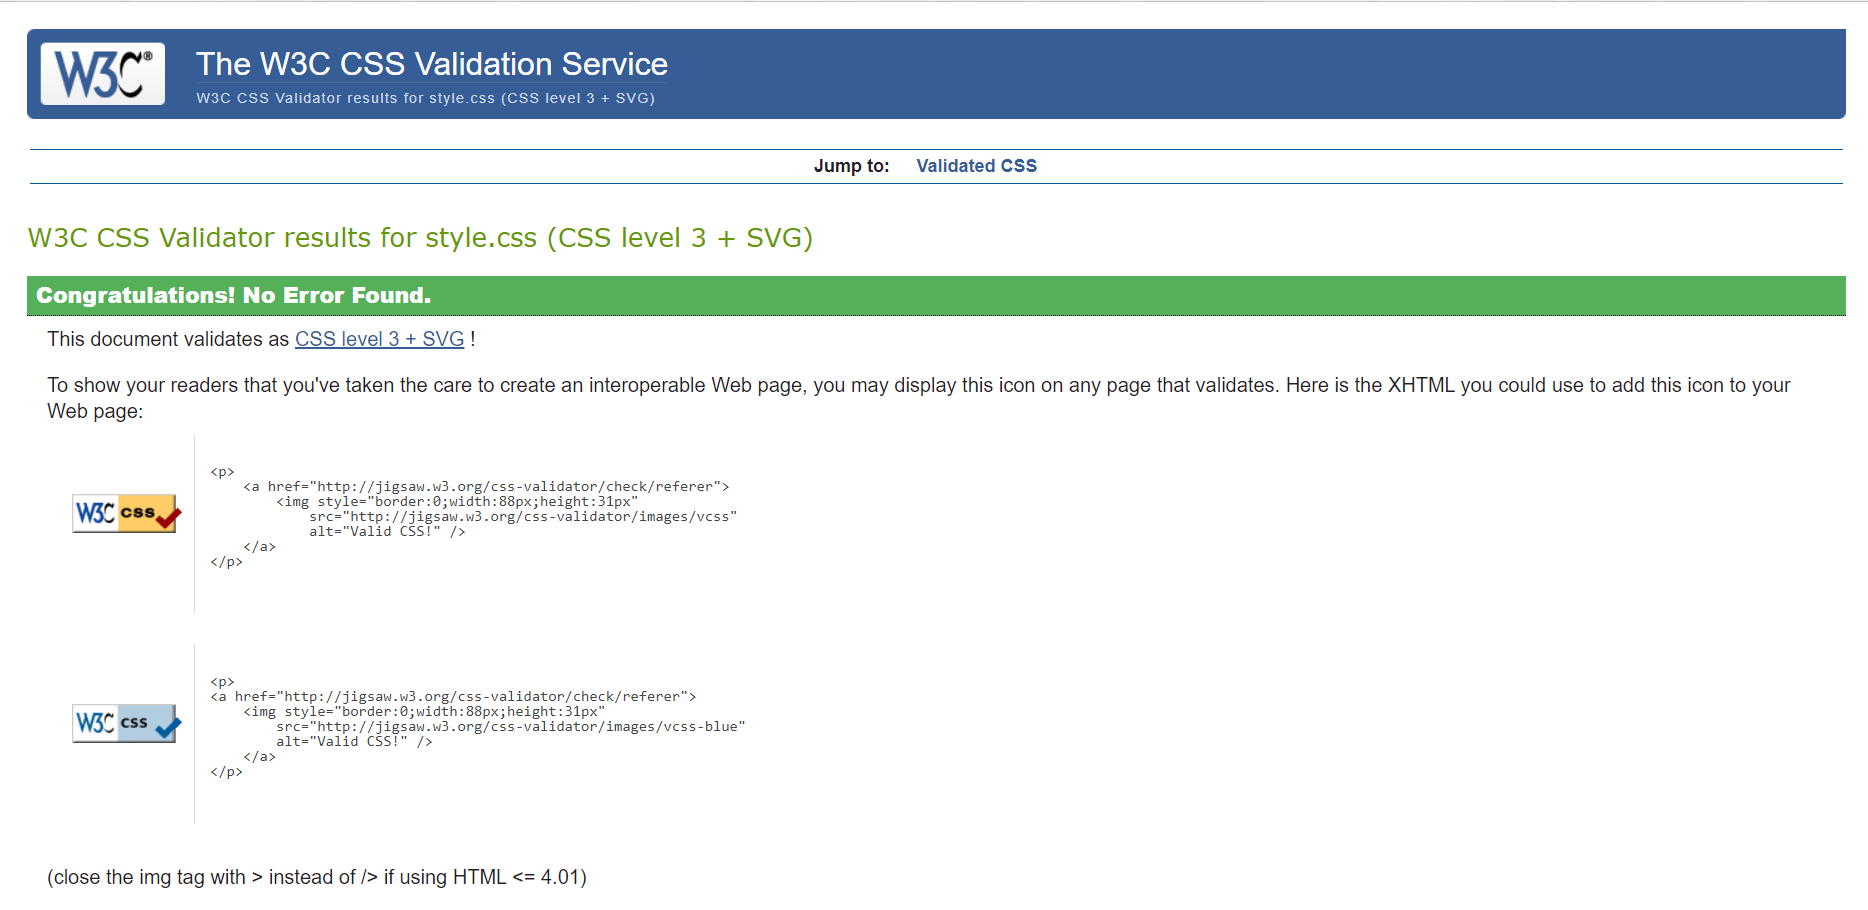 W3C®
The W3C CSS Validation Service
W3C CSS Validator results for style.css (CSS level 3 + SVG)
Jump to: Validated CSS
W3C CSS Validator results for style.css (CSS level 3 + SVG)
Congratulations! No Error Found.
This document validates as CSS level 3 + SVG !
To show your readers that you've taken the care to create an interoperable Web page, you may display this icon on any page that validates. Here is the XHTML you could use to add this icon to your
Web page:
W3C css
<p>
<a href="http://jigsaw.w3.org/css-validator/check/referer">
<img style="border:0;width:88px;height:31px"
src="http://jigsaw.w3.org/css-validator/images/vcss"
alt="Valid CSS!" />
</a>
</p>
W3C css
<p>
<a href="http://jigsaw.w3.org/css-validator/check/referer">
<img style="border:0;width:88px;height:31px"
src="http://jigsaw.w3.org/css-validator/images/vcss-blue"
alt="Valid CSS!" />
</a>
</p>
(close the img tag with > instead of /> if using HTML <= 4.01)